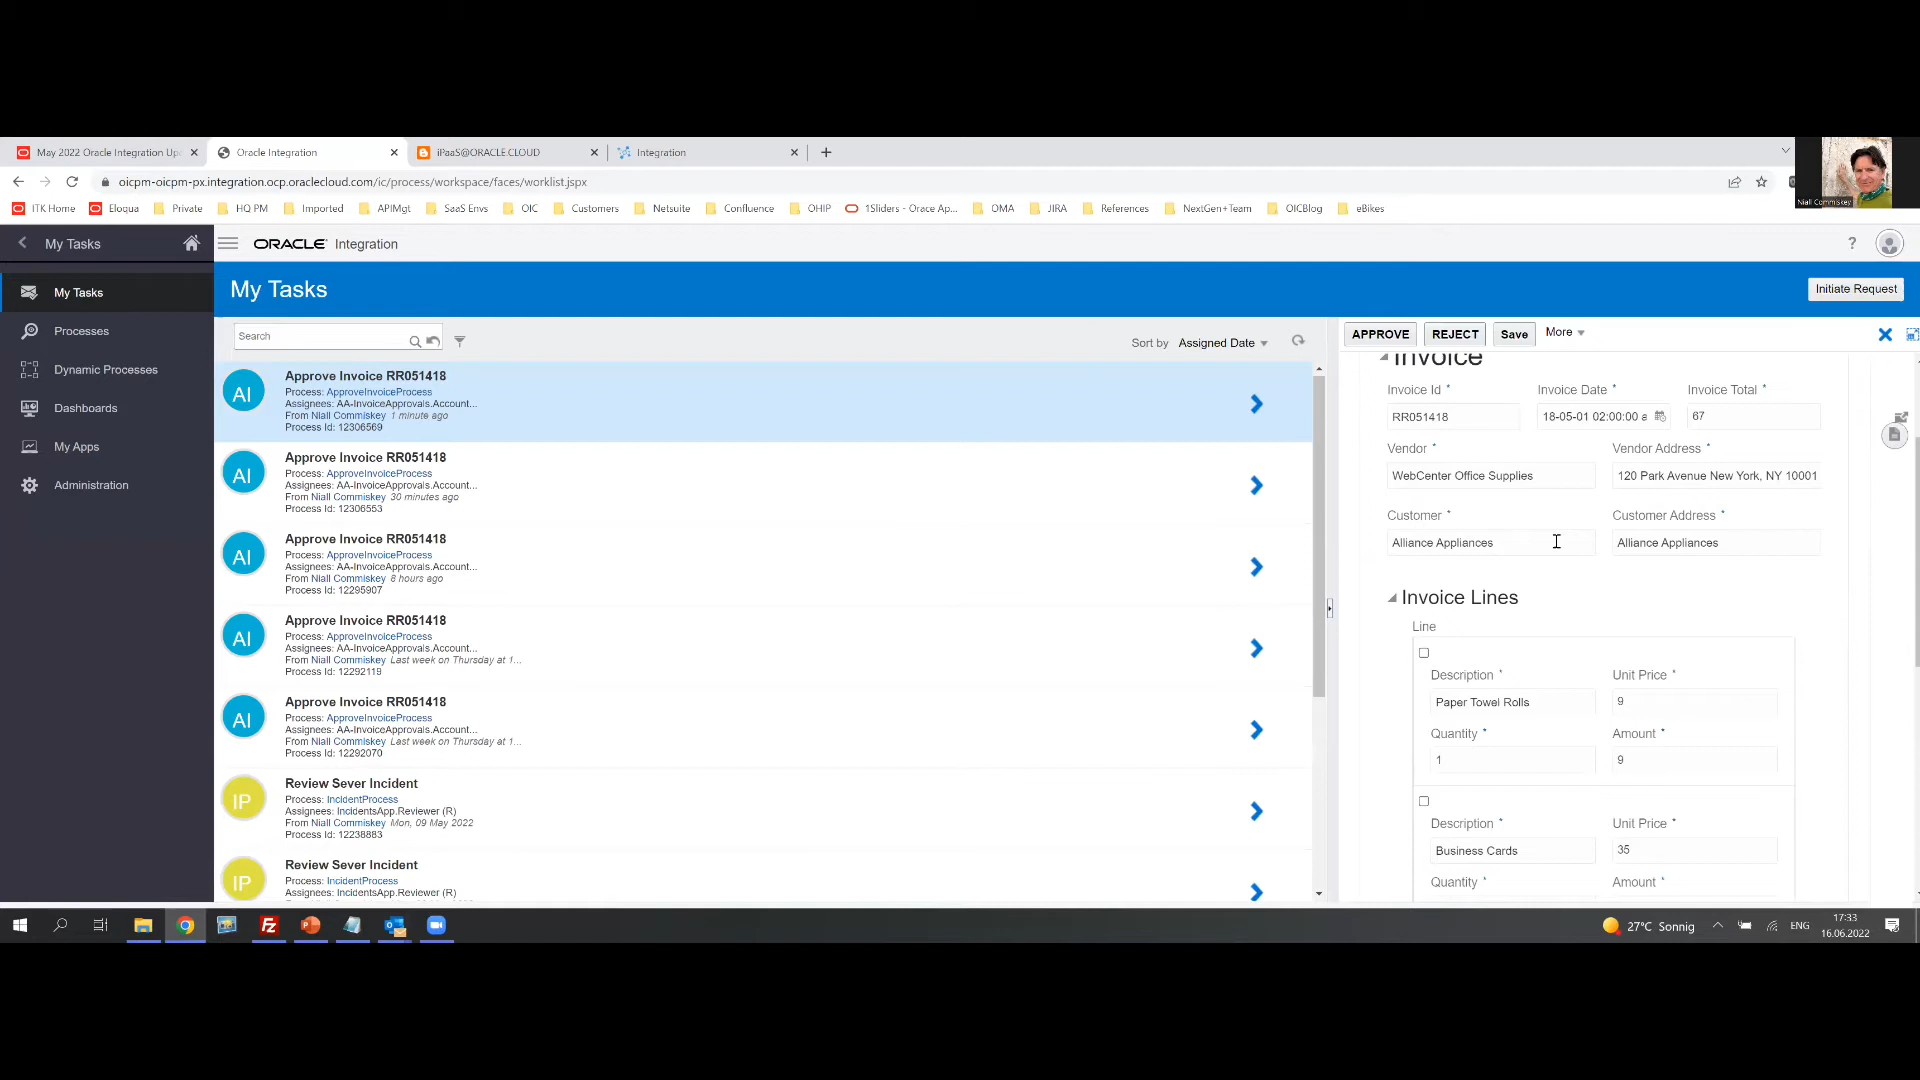 May 2022 Oracle Integration Up
Oracle Integration
iPaaS@ORACLE.CLOUD
Integration
oicpm-oicpm-px.integration.ocp.oraclecloud.com/ic/process/workspace/faces/worklist.jspx
ITK Home
Eloqua
Private
HQ PM
Imported
APIMgt
SaaS Envs
OIC
Customers
Netsuite
Confluence
OHIP
1Sliders - Orace Ap...
OMA
JIRA
References
NextGen+Team
OICBlog
eBikes
Niall Commiskey
My Tasks
ORACLE Integration
?
My Tasks
Processes
Dynamic Processes
Dashboards
My Apps
Administration
My Tasks
Initiate Request
Search
Sort by Assigned Date
AI
Approve Invoice RR051418
Process: ApproveInvoiceProcess
Assignees: AA-InvoiceApprovals.Account...
From Niall Commiskey 1 minute ago
Process Id: 12306569
AI
Approve Invoice RR051418
Process: ApproveInvoiceProcess
Assignees: AA-InvoiceApprovals.Account...
From Niall Commiskey 30 minutes ago
Process Id: 12306553
AI
Approve Invoice RR051418
Process: ApproveInvoiceProcess
Assignees: AA-InvoiceApprovals.Account...
From Niall Commiskey 8 hours ago
Process Id: 12295907
AI
Approve Invoice RR051418
Process: ApproveInvoiceProcess
Assignees: AA-InvoiceApprovals.Account...
From Niall Commiskey Last week on Thursday at 1...
Process Id: 12292119
AI
Approve Invoice RR051418
Process: ApproveInvoiceProcess
Assignees: AA-InvoiceApprovals.Account...
From Niall Commiskey Last week on Thursday at 1...
Process Id: 12292070
IP
Review Sever Incident
Process: IncidentProcess
Assignees: IncidentsApp.Reviewer (R)
From Niall Commiskey Mon, 09 May 2022
Process Id: 12238883
IP
Review Sever Incident
Process: IncidentProcess
Assignees: IncidentsApp.Reviewer (R)
APPROVE
REJECT
Save
More
Invoice
Invoice Id * Invoice Date * Invoice Total *
RR051418 18-05-01 02:00:00 a 67
Vendor * Vendor Address *
WebCenter Office Supplies 120 Park Avenue New York, NY 10001
Customer * Customer Address *
Alliance Appliances Alliance Appliances
Invoice Lines
Line
Description * Unit Price *
Paper Towel Rolls 9
Quantity * Amount *
1 9
Description * Unit Price *
Business Cards 35
Quantity * Amount *
27°C Sonnig
ENG
17:33
16.06.2022